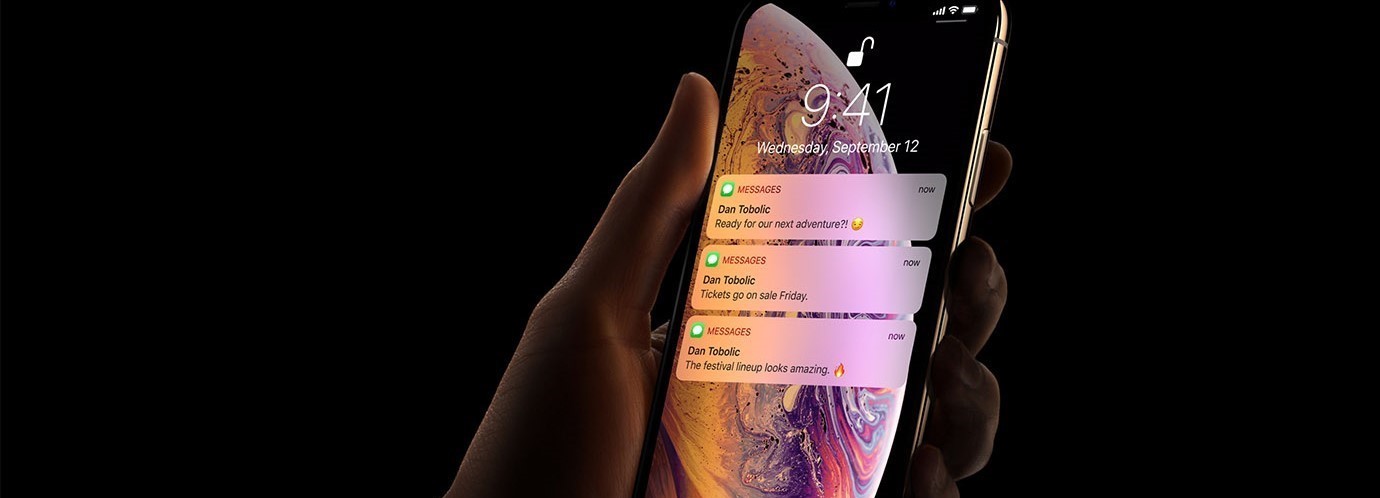 9:41
Wednesday, September 12
MESSAGES now
Dan Tobolic
Ready for our next adventure?! 😏
MESSAGES now
Dan Tobolic
Tickets go on sale Friday.
MESSAGES now
Dan Tobolic
The festival lineup looks amazing. 🔥